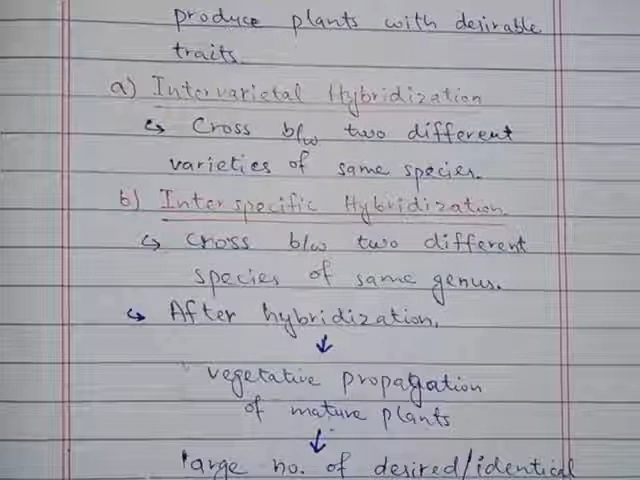 produce plants with desirable
traits
a) Intervarietal Hybridization
↪ Cross b/w two different
varieties of same species.
b) Interspecific Hybridization
↪ Cross b/w two different
species of same genus.
↪ After hybridization.
↓
vegetative propagation
of mature plants
↓
large no. of desired/identical